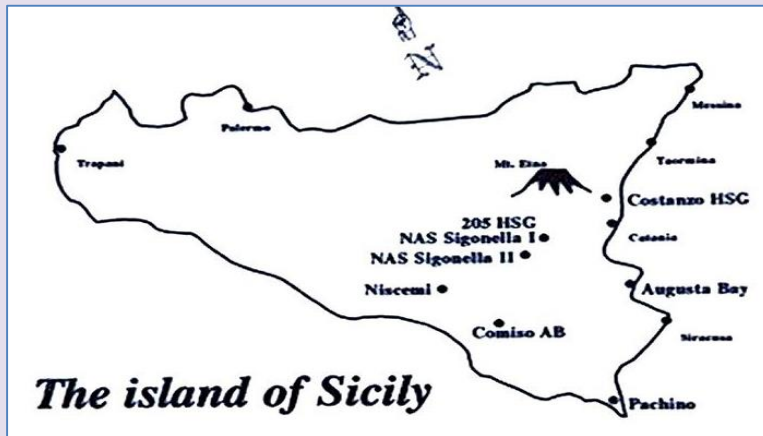 N
Messina
Palermo
Taormina
Trapani
Mt. Etna
Costanzo HSG
205 HSG
Catania
NAS Sigonella I
NAS Sigonella II
Niscemi
Augusta Bay
Comiso AB
Siracusa
The island of Sicily
Pachino